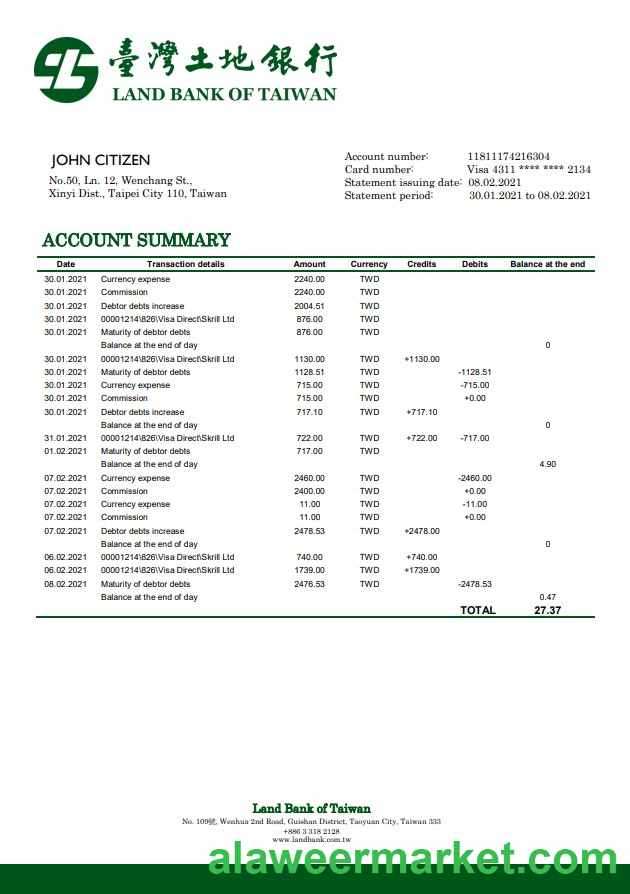 臺灣土地銀行
LAND BANK OF TAIWAN
JOHN CITIZEN
No.50, Ln. 12, Wenchang St.,
Xinyi Dist., Taipei City 110, Taiwan
Account number: 11811174216304
Card number: Visa 4311 **** **** 2134
Statement issuing date: 08.02.2021
Statement period: 30.01.2021 to 08.02.2021
ACCOUNT SUMMARY
Date Transaction details Amount Currency Credits Debits Balance at the end
30.01.2021 Currency expense 2240.00 TWD
30.01.2021 Commission 2240.00 TWD
30.01.2021 Debtor debts increase 2004.51 TWD
30.01.2021 00001214\826\Visa Direct\Skrill Ltd 876.00 TWD
30.01.2021 Maturity of debtor debts 876.00 TWD
Balance at the end of day 0
30.01.2021 00001214\826\Visa Direct\Skrill Ltd 1130.00 TWD +1130.00
30.01.2021 Maturity of debtor debts 1128.51 TWD -1128.51
30.01.2021 Currency expense 715.00 TWD -715.00
30.01.2021 Commission 715.00 TWD +0.00
30.01.2021 Debtor debts increase 717.10 TWD +717.10
Balance at the end of day 0
31.01.2021 00001214\826\Visa Direct\Skrill Ltd 722.00 TWD +722.00 -717.00
01.02.2021 Maturity of debtor debts 717.00 TWD
Balance at the end of day 4.90
07.02.2021 Currency expense 2460.00 TWD -2460.00
07.02.2021 Commission 2400.00 TWD +0.00
07.02.2021 Currency expense 11.00 TWD -11.00
07.02.2021 Commission 11.00 TWD +0.00
07.02.2021 Debtor debts increase 2478.53 TWD +2478.00
Balance at the end of day 0
06.02.2021 00001214\826\Visa Direct\Skrill Ltd 740.00 TWD +740.00
06.02.2021 00001214\826\Visa Direct\Skrill Ltd 1739.00 TWD +1739.00
08.02.2021 Maturity of debtor debts 2476.53 TWD -2478.53
Balance at the end of day 0.47
TOTAL 27.37
Land Bank of Taiwan
No. 109號, Wenhua 2nd Road, Guishan District, Taoyuan City, Taiwan 333
+886 3 318 2128
www.landbank.com.tw
alaweermarket.com